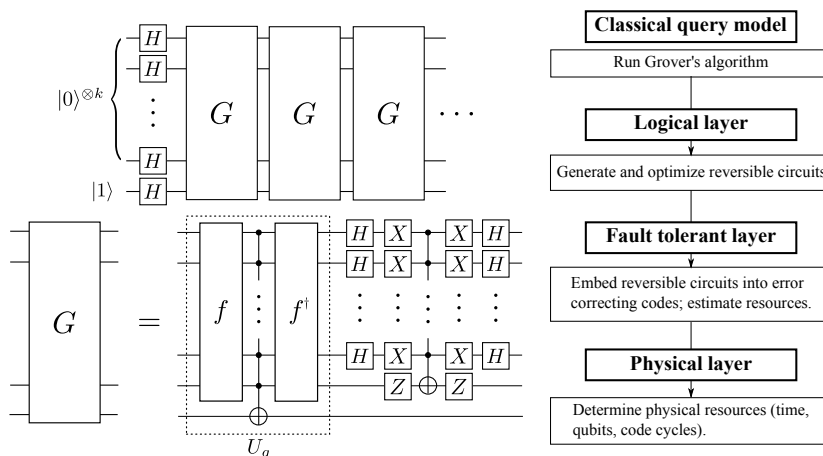 H
H
|0⟩⊗k
⋮
G G G ⋯
H
|1⟩ H
G = f f† H X X H
H X X H
⋮ ⋮ ⋮ ⋮ ⋮ ⋮
H X X H
Z Z
U_g
Classical query model
Run Grover's algorithm
Logical layer
Generate and optimize reversible circuits.
Fault tolerant layer
Embed reversible circuits into error
correcting codes; estimate resources.
Physical layer
Determine physical resources (time,
qubits, code cycles).